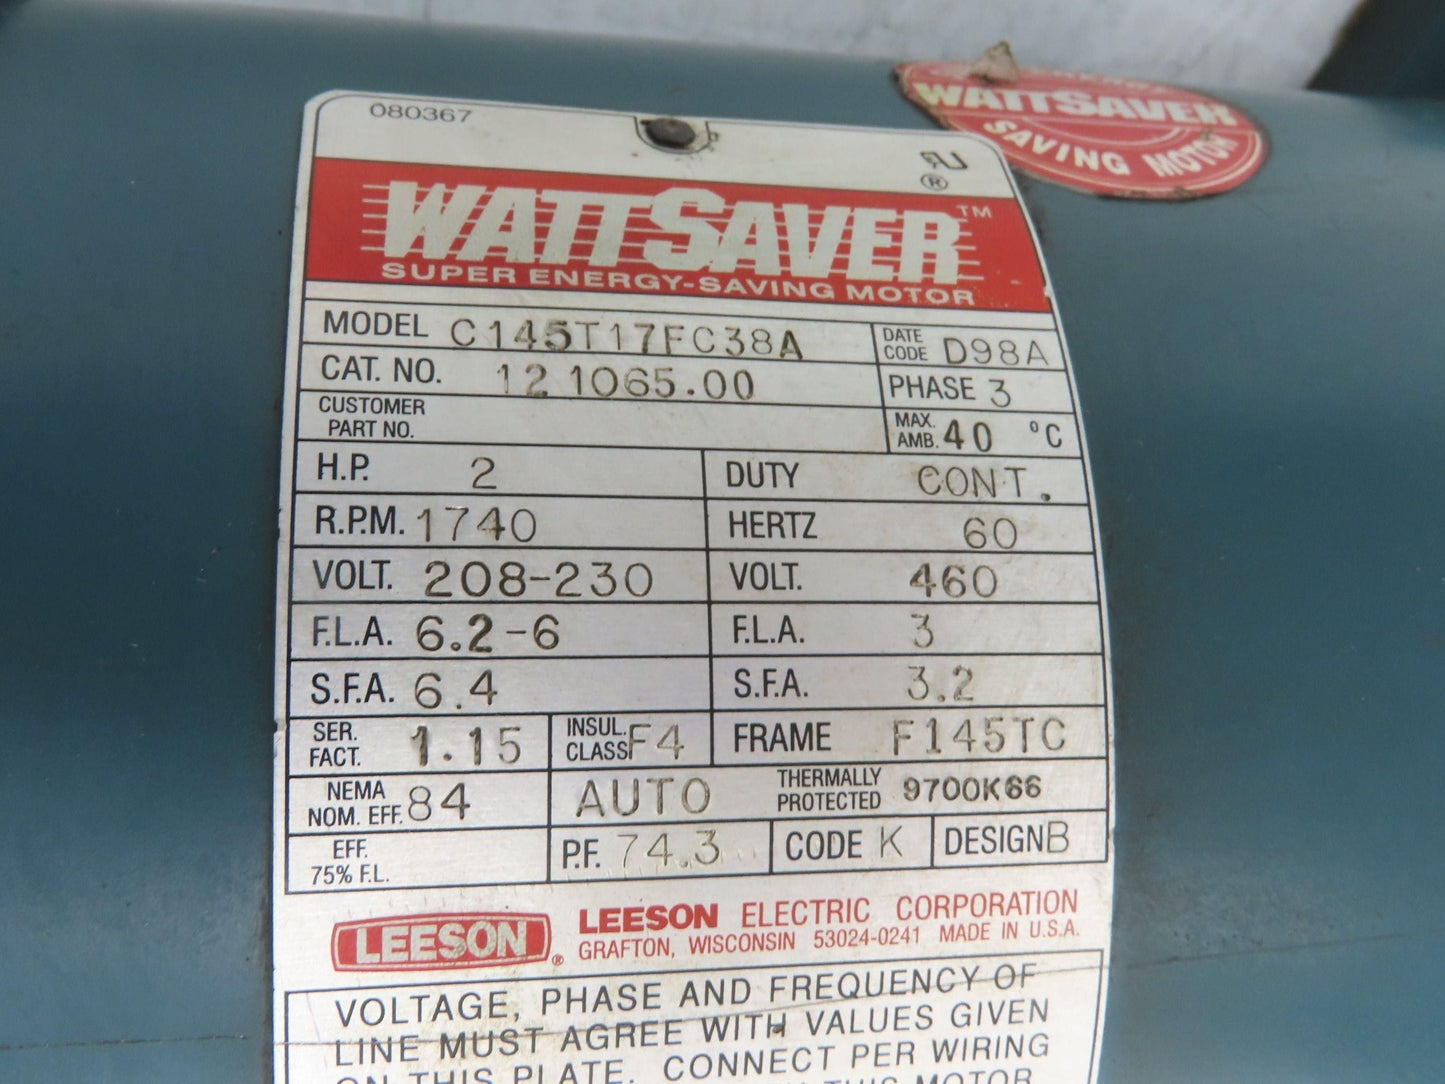 080367
WATTSAVER
SAVING MOTOR
®
WATTSAVER™
SUPER ENERGY-SAVING MOTOR
MODEL C145T17FC38A DATE CODE D98A
CAT. NO. 121065.00 PHASE 3
CUSTOMER PART NO. MAX. AMB. 40 °C
H.P. 2 DUTY CONT.
R.P.M. 1740 HERTZ 60
VOLT. 208-230 VOLT. 460
F.L.A. 6.2-6 F.L.A. 3
S.F.A. 6.4 S.F.A. 3.2
SER. FACT. 1.15 INSUL. CLASS F4 FRAME F145TC
NEMA NOM. EFF. 84 AUTO THERMALLY PROTECTED 9700K66
EFF. 75% F.L. P.F. 74.3 CODE K DESIGN B
LEESON® LEESON ELECTRIC CORPORATION
GRAFTON, WISCONSIN 53024-0241 MADE IN U.S.A.
VOLTAGE, PHASE AND FREQUENCY OF
LINE MUST AGREE WITH VALUES GIVEN
ON THIS PLATE. CONNECT PER WIRING
THIS MOTOR